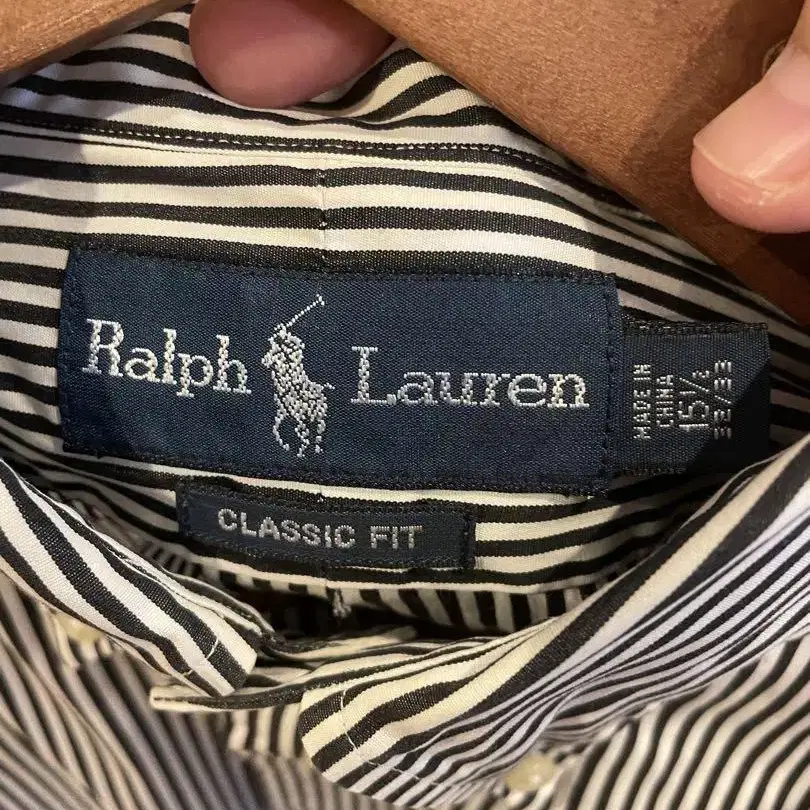 Ralph Lauren
MADE IN
CHINA
15½
32/33
CLASSIC FIT